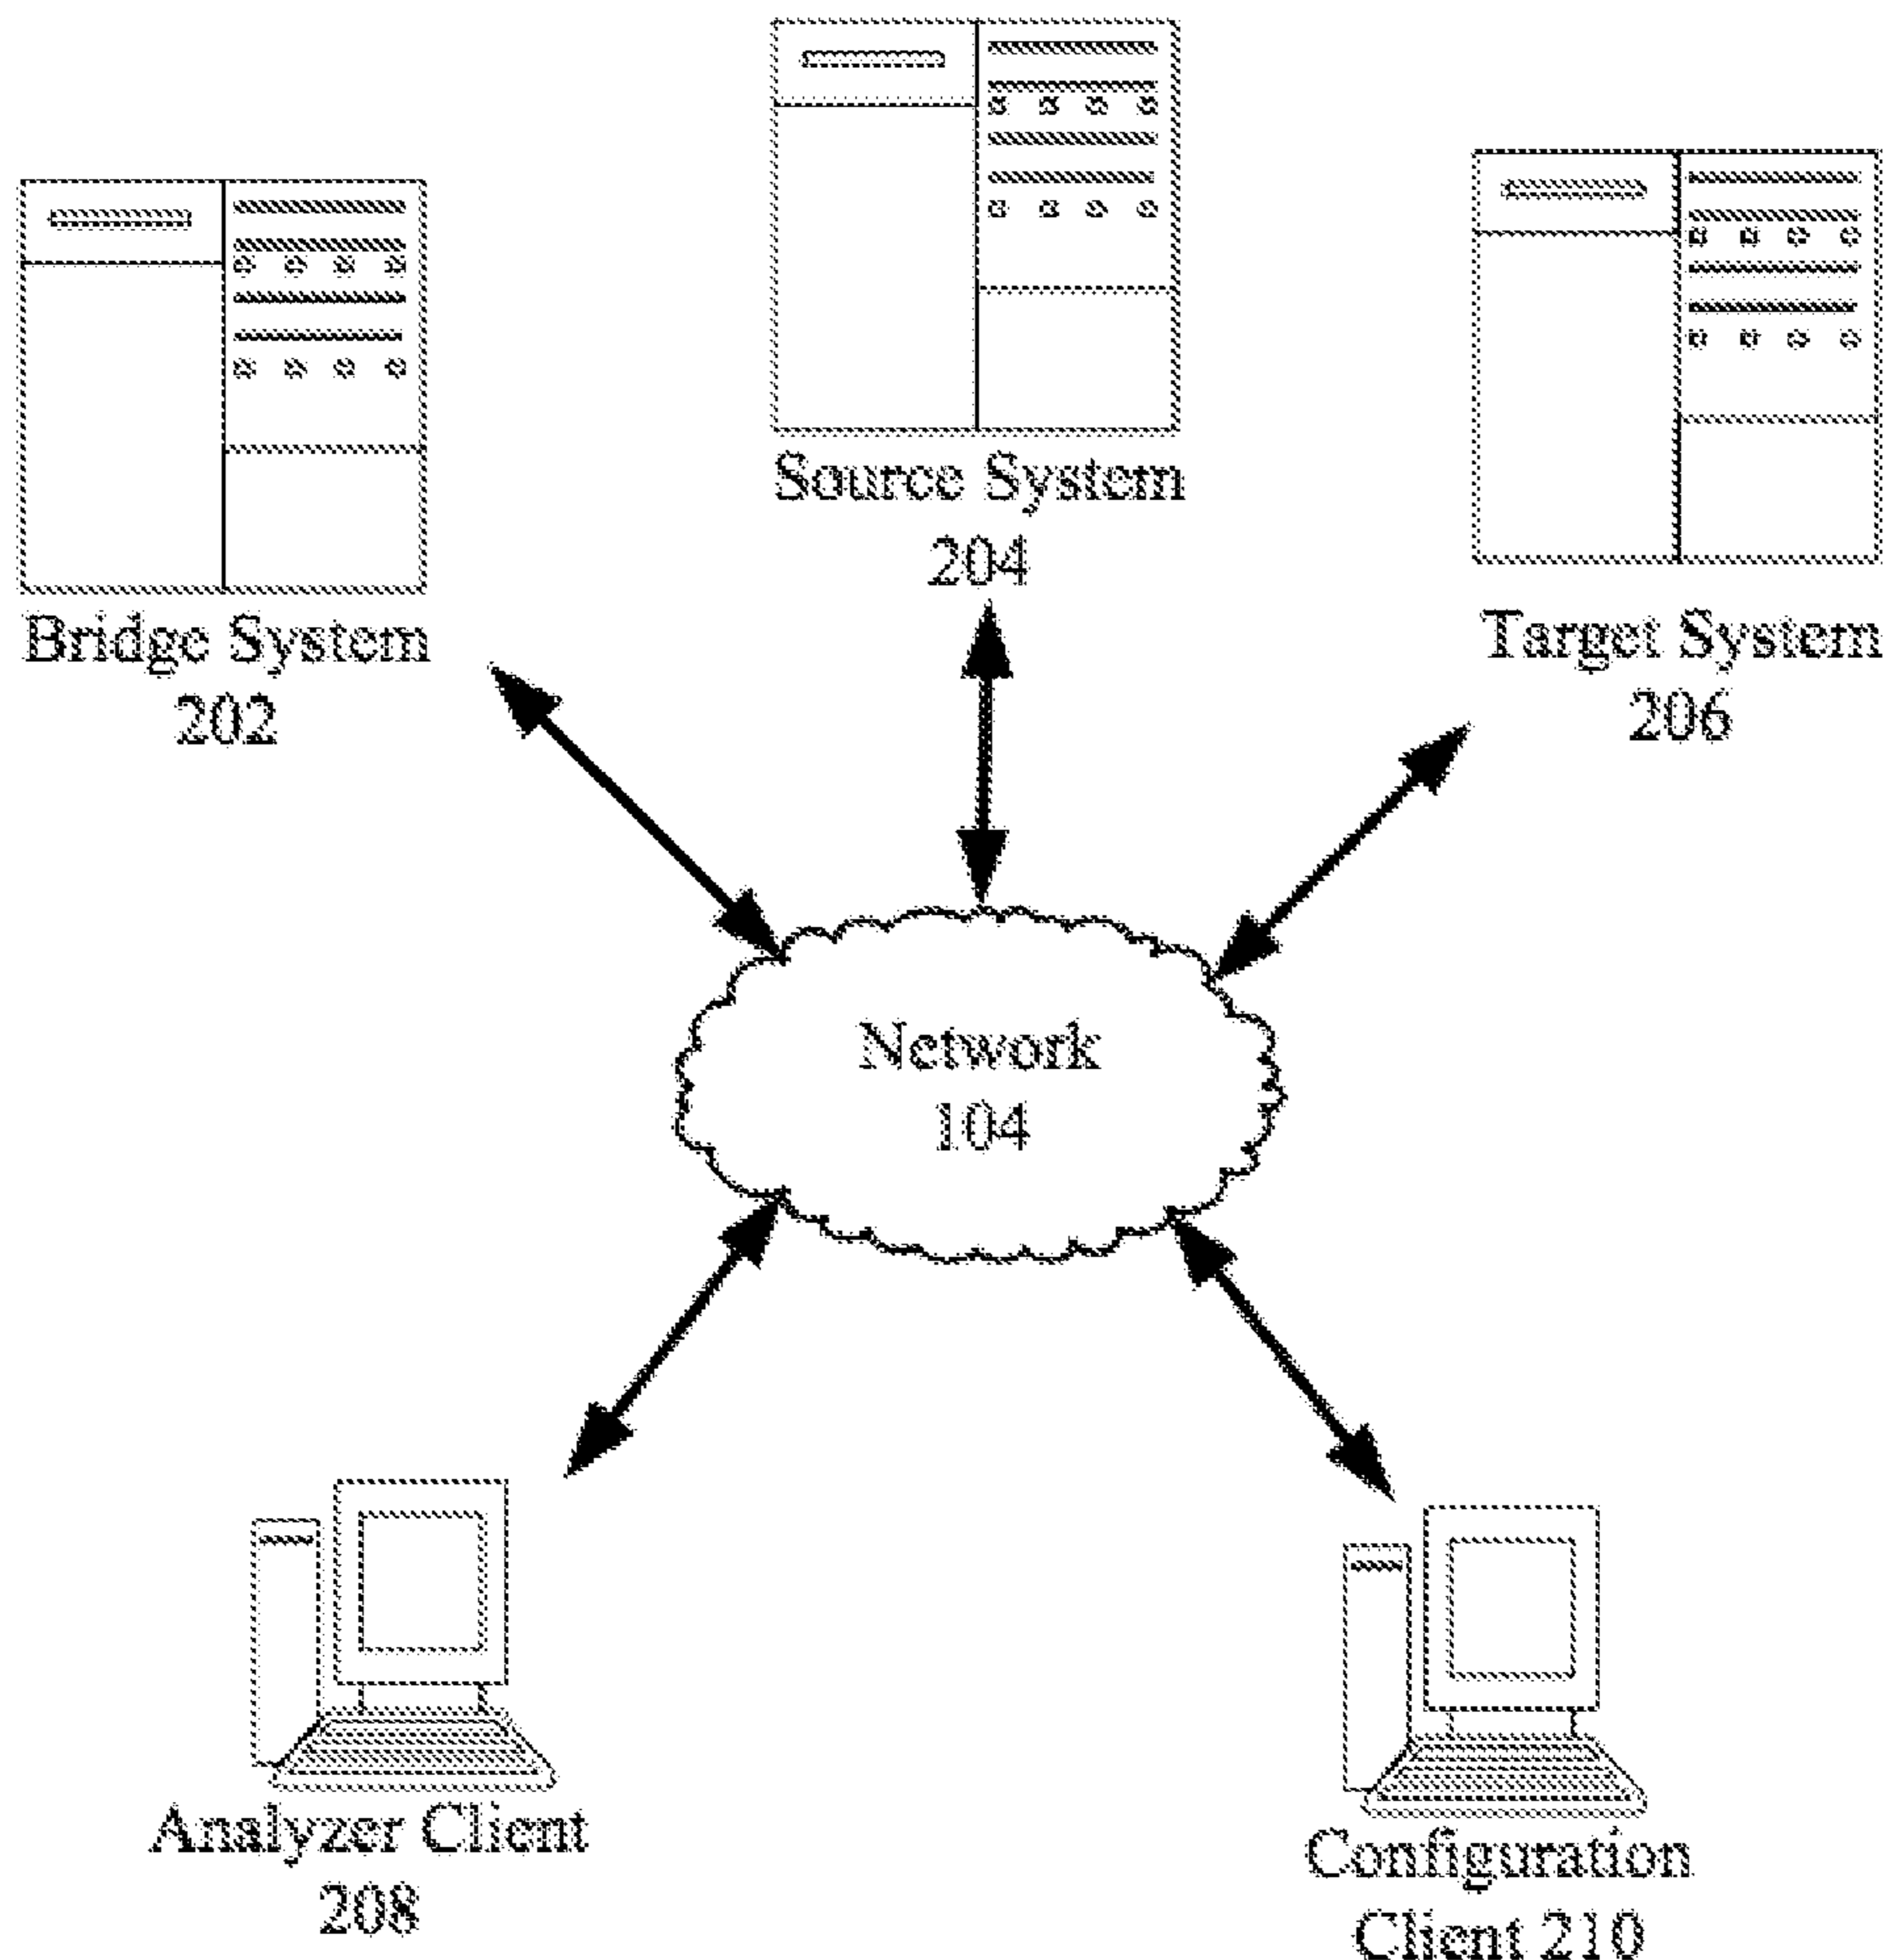 Source System
204
Bridge System
202
Target System
206
Network
104
Analyzer Client
208
Configuration
Client 210